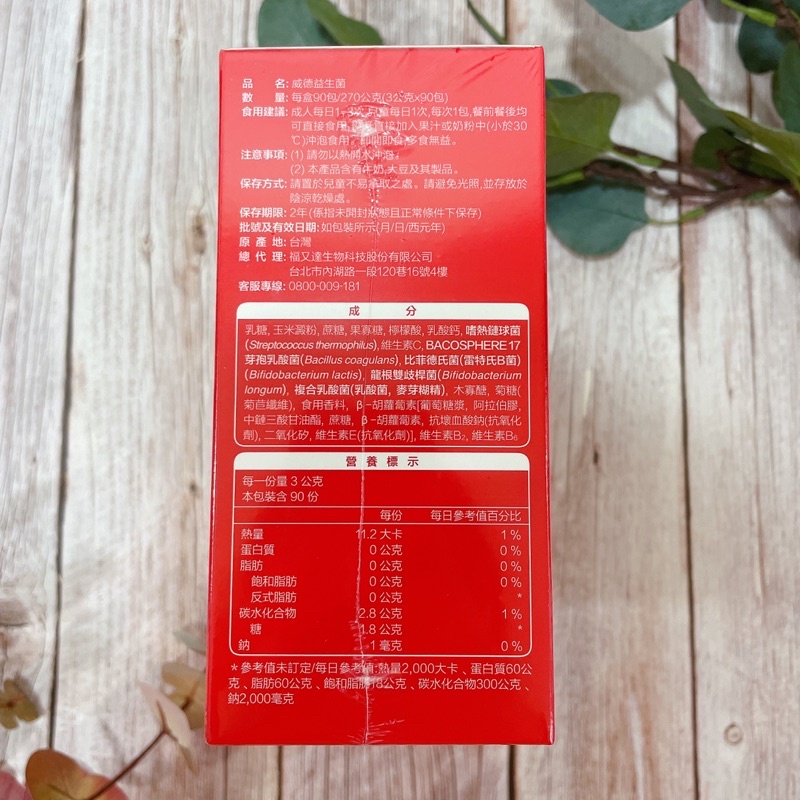 品名: 威德益生菌
數量: 每盒90包/270公克(3公克x90包)
食用建議: 成人每日1~3次,兒童每日1次,每次1包,餐前餐後均
可直接食用,直接加入果汁或奶粉中(小於30
℃)沖泡食用。即開即食,多食無益。
注意事項: (1) 請勿以熱開水沖泡。
(2) 本產品含有牛奶,大豆及其製品。
保存方式: 請置於兒童不易拿取之處。請避免光照,並存放於
陰涼乾燥處。
保存期限: 2年(係指未開封狀態且正常條件下保存)
批號及有效日期: 如包裝所示(月/日/西元年)
原產地: 台灣
總代理: 福又達生物科技股份有限公司
台北市內湖路一段120巷16號4樓
客服專線: 0800-009-181
成分
乳糖, 玉米澱粉, 蔗糖, 果寡糖, 檸檬酸, 乳酸鈣, 嗜熱鏈球菌
(Streptococcus thermophilus), 維生素C, BACOSPHERE 17
芽孢乳酸菌(Bacillus coagulans), 比菲德氏菌(雷特氏B菌)
(Bifidobacterium lactis), 龍根雙歧桿菌(Bifidobacterium
longum), 複合乳酸菌(乳酸菌, 麥芽糊精), 木寡醣, 菊糖(
菊苣纖維), 食用香料, β-胡蘿蔔素[葡萄糖漿, 阿拉伯膠,
中鏈三酸甘油酯, 蔗糖, β-胡蘿蔔素, 抗壞血酸鈉(抗氧化
劑), 二氧化矽, 維生素E(抗氧化劑)], 維生素B₂, 維生素B₆
營養標示
每一份量 3 公克
本包裝含 90 份
每份 每日參考值百分比
熱量 11.2 大卡 1%
蛋白質 0 公克 0%
脂肪 0 公克 0%
飽和脂肪 0 公克 0%
反式脂肪 0 公克 *
碳水化合物 2.8 公克 1%
糖 1.8 公克 *
鈉 1 毫克 0%
*參考值未訂定/每日參考值:熱量2,000大卡、蛋白質60公
克、脂肪60公克、飽和脂肪18公克、碳水化合物300公克、
鈉2,000毫克